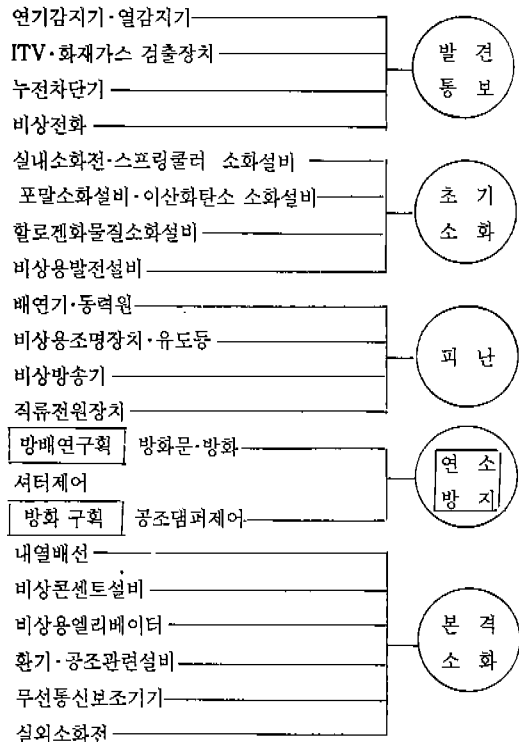 연기감지기·열감지기
ITV·화재가스 검출장치
누전차단기
비상전화
발 견
통 보
실내소화전·스프링쿨러 소화설비
포말소화설비·이산화탄소 소화설비
할로겐화물질소화설비
비상용발전설비
초 기
소 화
배연기·동력원
비상용조명장치·유도등
비상방송기
직류전원장치
피 난
방배연구획 방화문·방화
셔터제어
방화 구획 공조댐퍼제어
연 소
방 지
내열배선
비상콘센트설비
비상용엘리베이터
환기·공조관련설비
무선통신보조기기
실외소화전
본 격
소 화